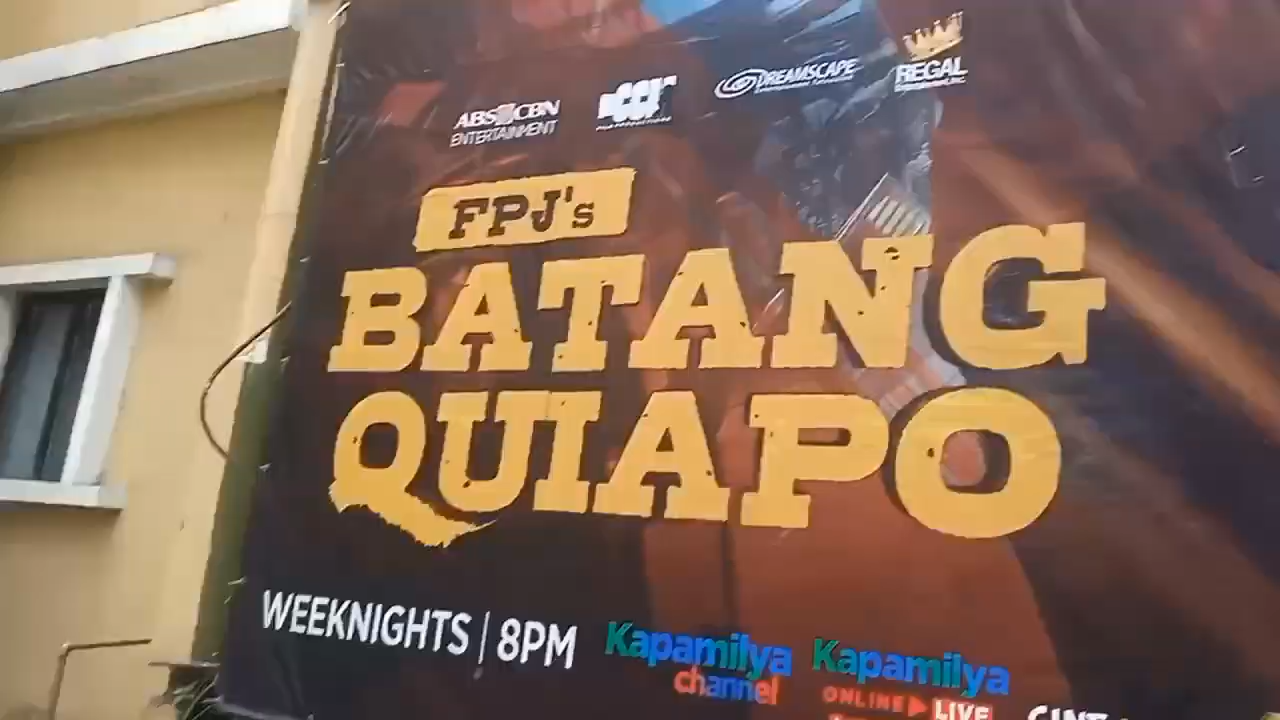 ABS CBN
ENTERTAINMENT
DREAMSCAPE
REGAL
FPJ's
BATANG
QUIAPO
WEEKNIGHTS | 8PM
Kapamilya
channel
Kapamilya
ONLINE LIVE